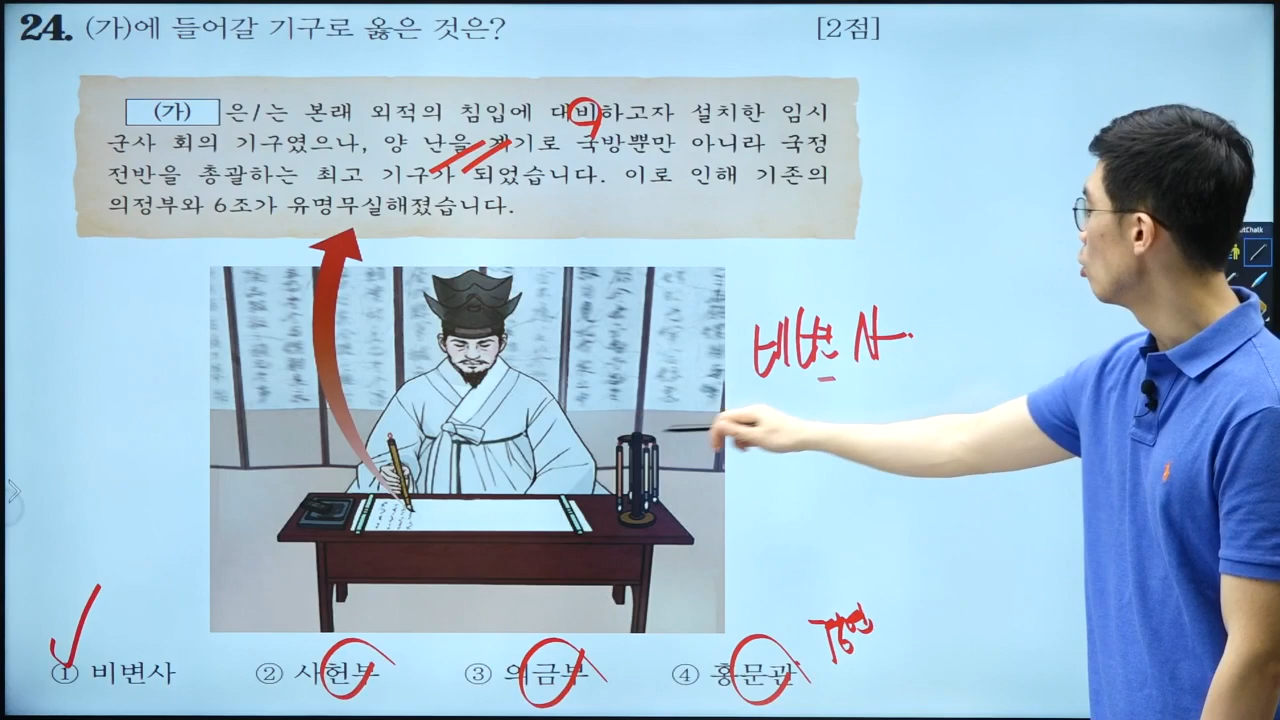 24. (가)에 들어갈 기구로 옳은 것은? [2점]
(가) 은/는 본래 외적의 침입에 대비하고자 설치한 임시
군사 회의 기구였으나, 양 난을 계기로 국방뿐만 아니라 국정
전반을 총괄하는 최고 기구가 되었습니다. 이로 인해 기존의
의정부와 6조가 유명무실해졌습니다.
비변사
① 비변사 ② 사헌부 ③ 의금부 ④ 홍문관